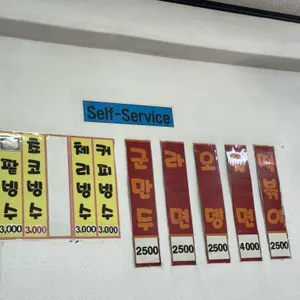 Self-Service
팥빙수
3,000
쵸코빙수
3.000
체리빙수
3.000
커피빙수
3.000
군만두
2500
라면
2500
오뎅
2500
면
4000
떡볶이
2500